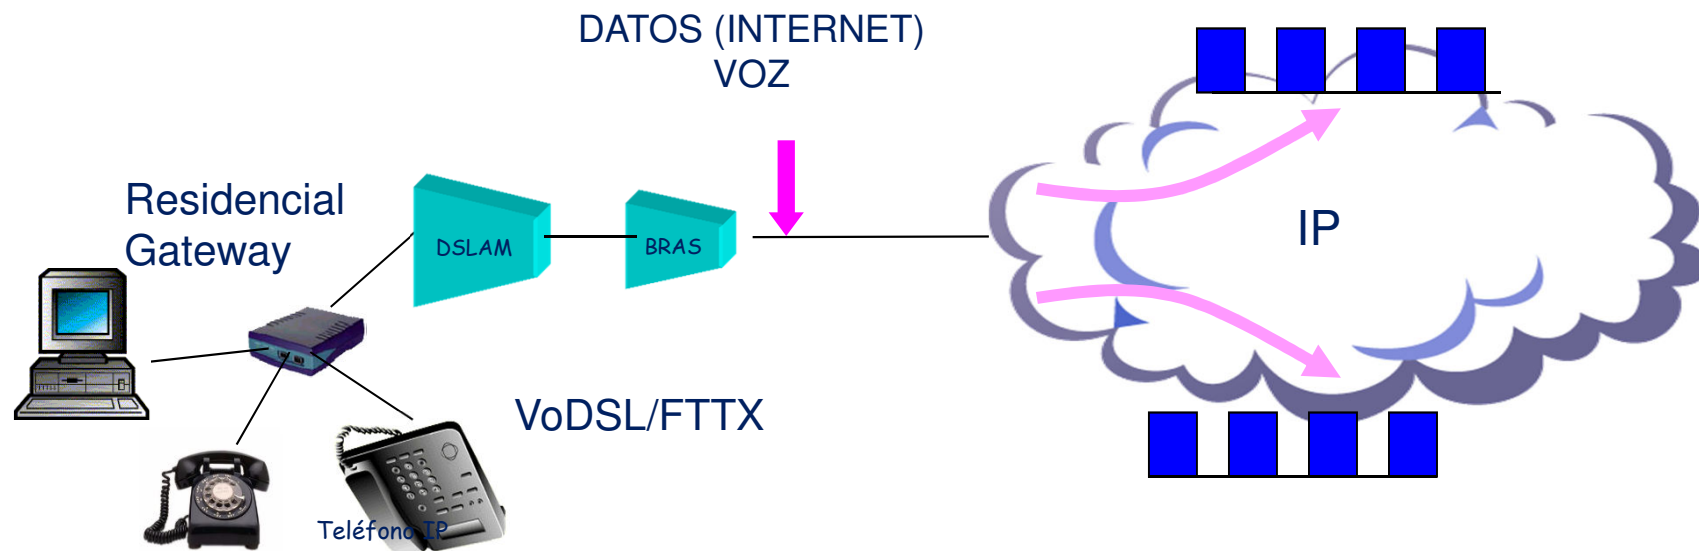 DATOS (INTERNET)
VOZ
Residencial
Gateway
DSLAM
BRAS
IP
VoDSL/FTTX
Teléfono IP